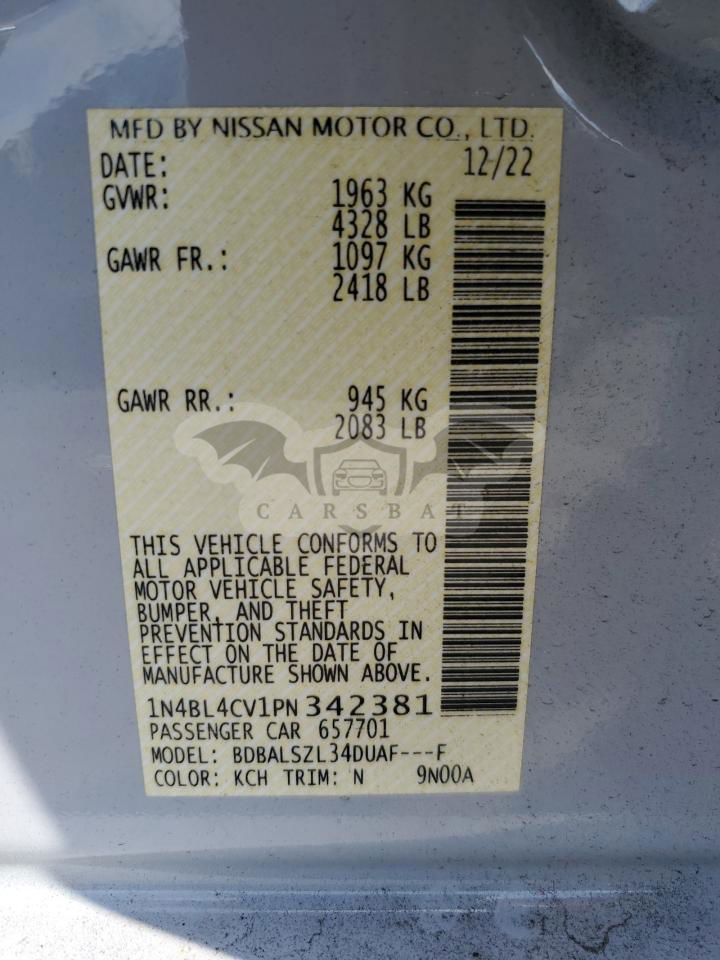 MFD BY NISSAN MOTOR CO., LTD.
DATE: 12/22
GVWR: 1963 KG
4328 LB
GAWR FR.: 1097 KG
2418 LB
GAWR RR.: 945 KG
2083 LB
CARSBAT
THIS VEHICLE CONFORMS TO
ALL APPLICABLE FEDERAL
MOTOR VEHICLE SAFETY,
BUMPER, AND THEFT
PREVENTION STANDARDS IN
EFFECT ON THE DATE OF
MANUFACTURE SHOWN ABOVE.
1N4BL4CV1PN342381
PASSENGER CAR 657701
MODEL: BDBALSZL34DUAF---F
COLOR: KCH TRIM: N 9N00A